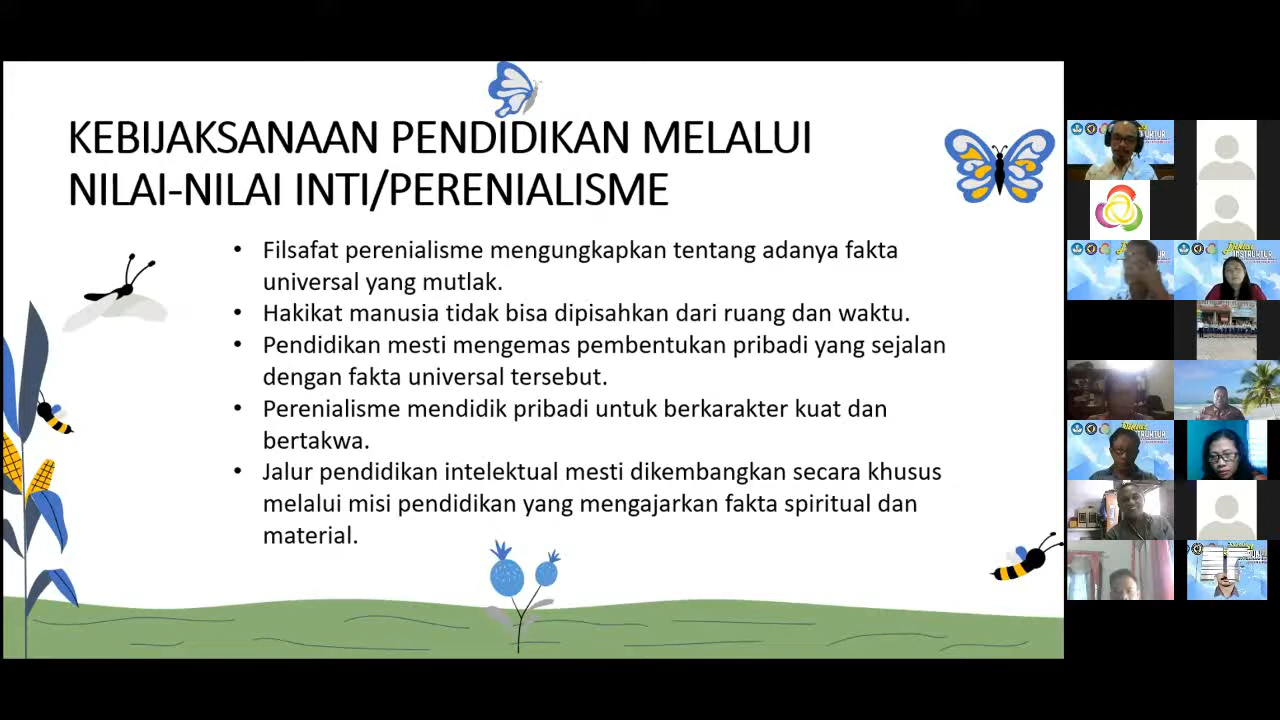 KEBIJAKSANAAN PENDIDIKAN MELALUI
NILAI-NILAI INTI/PERENIALISME
• Filsafat perenialisme mengungkapkan tentang adanya fakta
universal yang mutlak.
• Hakikat manusia tidak bisa dipisahkan dari ruang dan waktu.
• Pendidikan mesti mengemas pembentukan pribadi yang sejalan
dengan fakta universal tersebut.
• Perenialisme mendidik pribadi untuk berkarakter kuat dan
bertakwa.
• Jalur pendidikan intelektual mesti dikembangkan secara khusus
melalui misi pendidikan yang mengajarkan fakta spiritual dan
material.
INSTRUKTUR